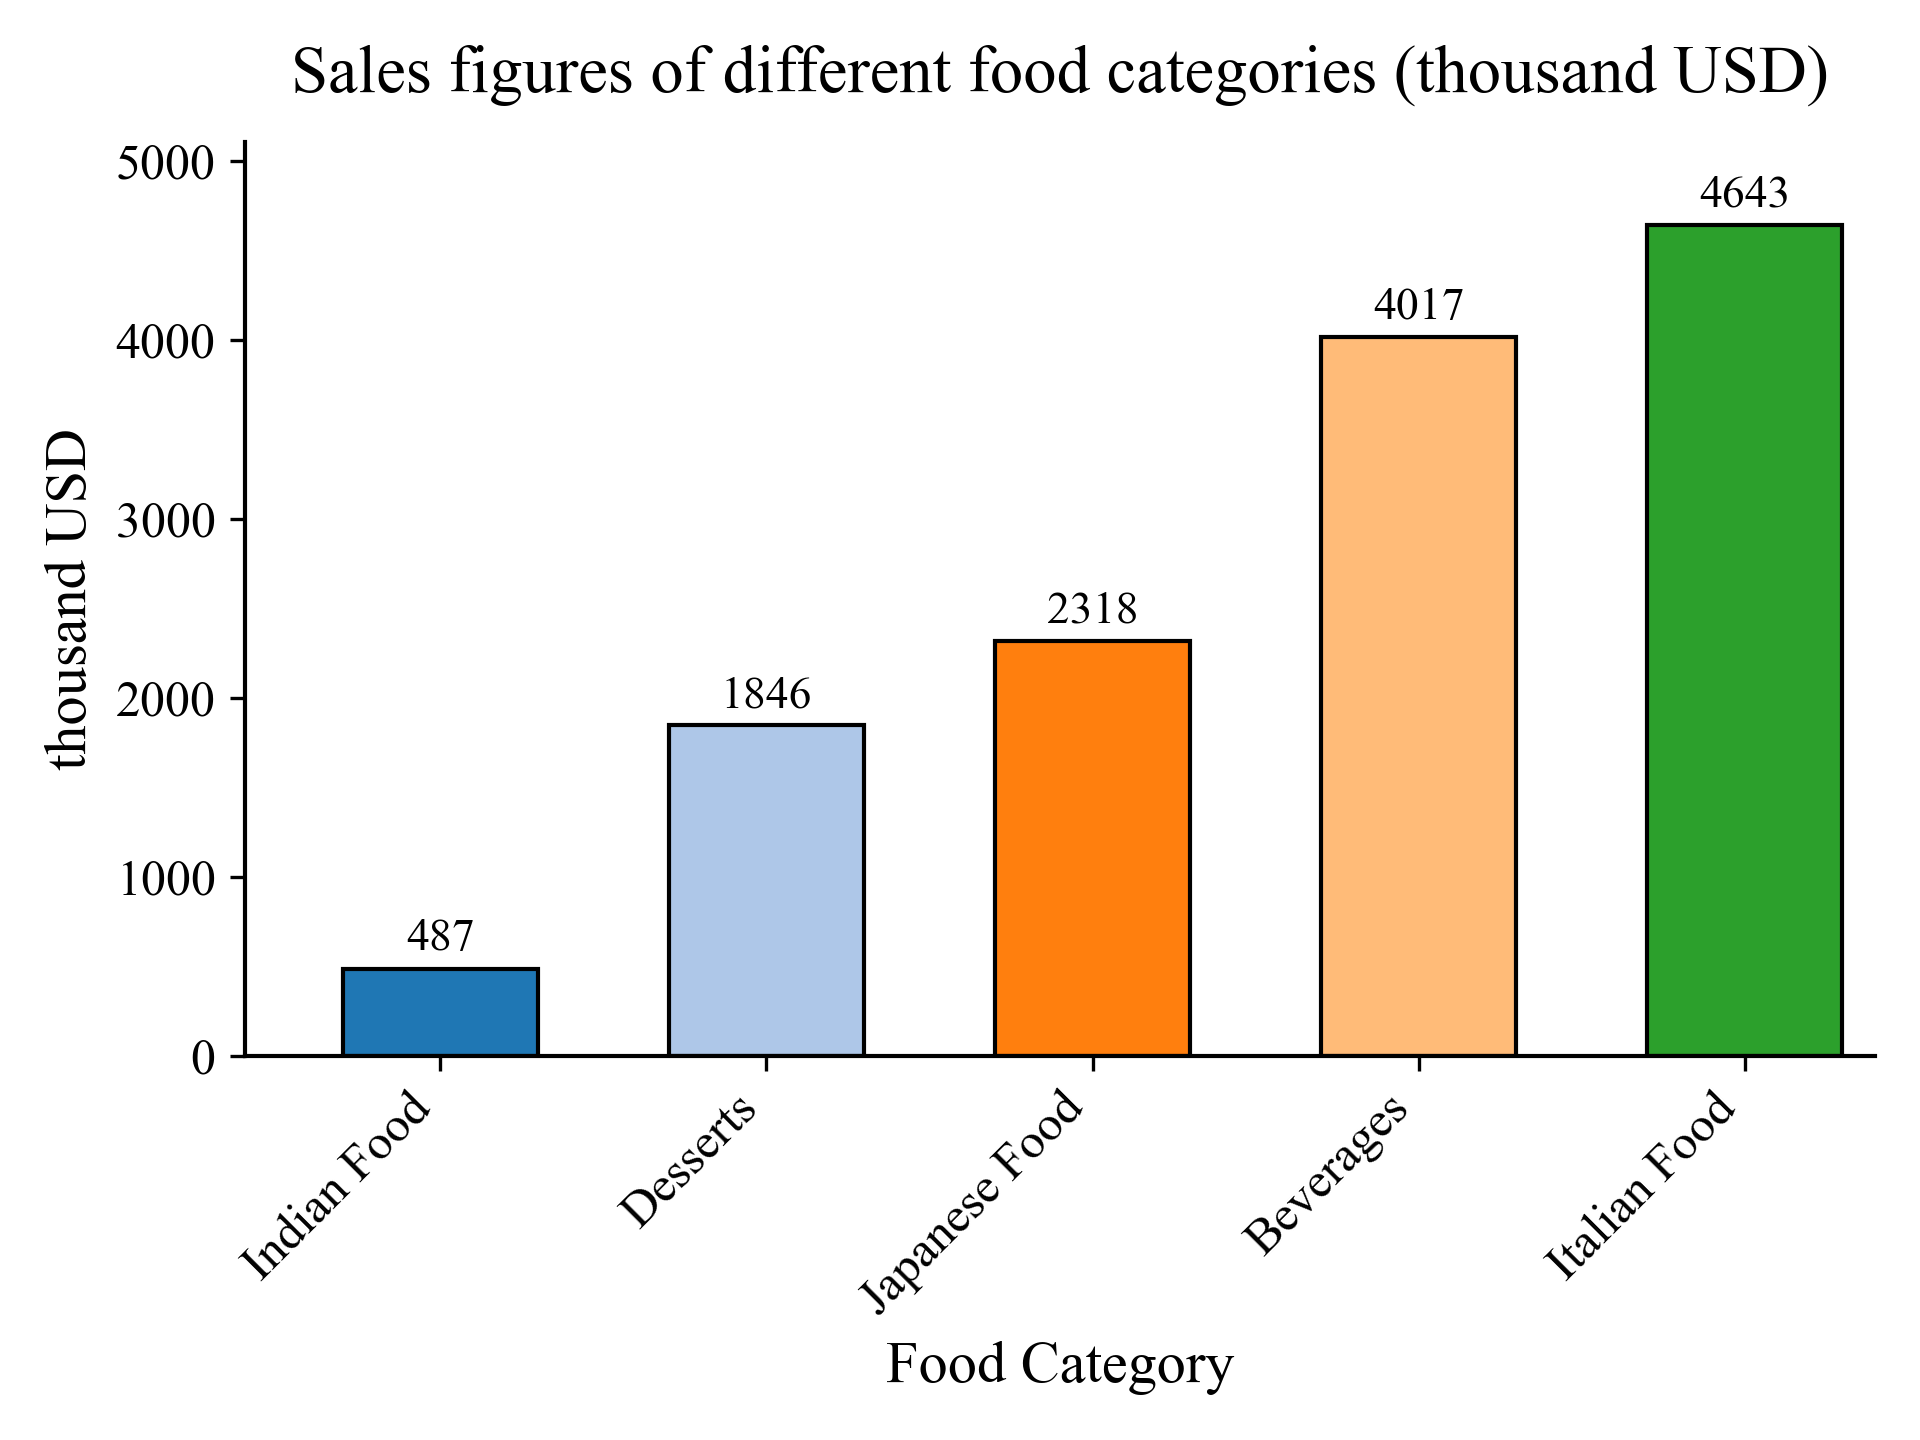 Sales figures of different food categories (thousand USD)
thousand USD
5000
4000
3000
2000
1000
0
487
1846
2318
4017
4643
Indian Food
Desserts
Japanese Food
Beverages
Italian Food
Food Category